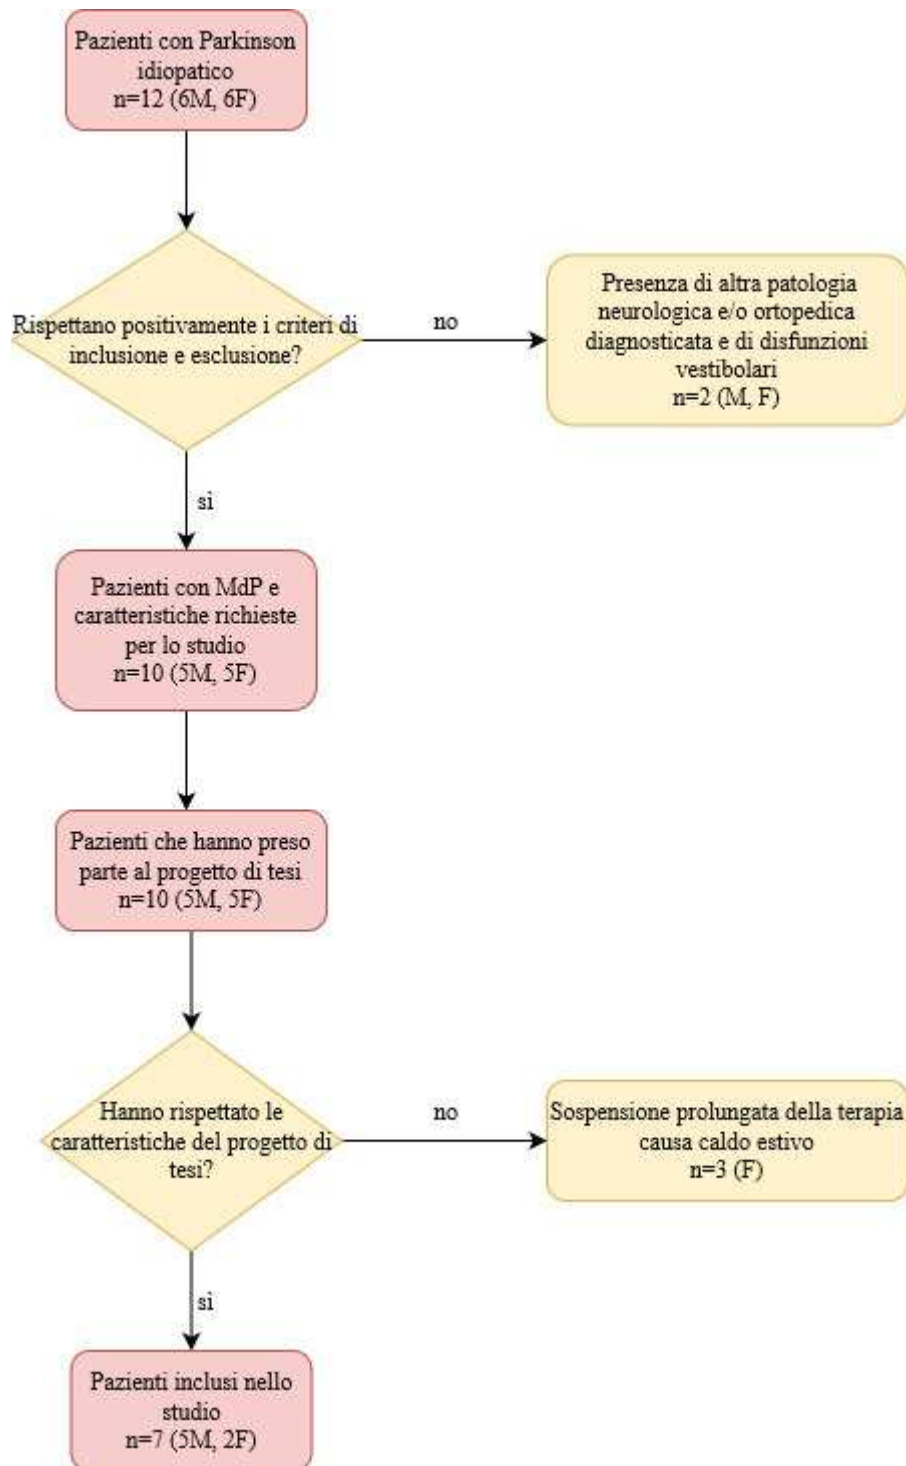 Pazienti con Parkinson
idiopatico
n=12 (6M, 6F)
Rispettano positivamente i criteri di
inclusione e esclusione?
no
Presenza di altra patologia
neurologica e/o ortopedica
diagnosticata e di disfunzioni
vestibolari
n=2 (M, F)
sì
Pazienti con MdP e
caratteristiche richieste
per lo studio
n=10 (5M, 5F)
Pazienti che hanno preso
parte al progetto di tesi
n=10 (5M, 5F)
Hanno rispettato le
caratteristiche del progetto di
tesi?
no
Sospensione prolungata della terapia
causa caldo estivo
n=3 (F)
sì
Pazienti inclusi nello
studio
n=7 (5M, 2F)